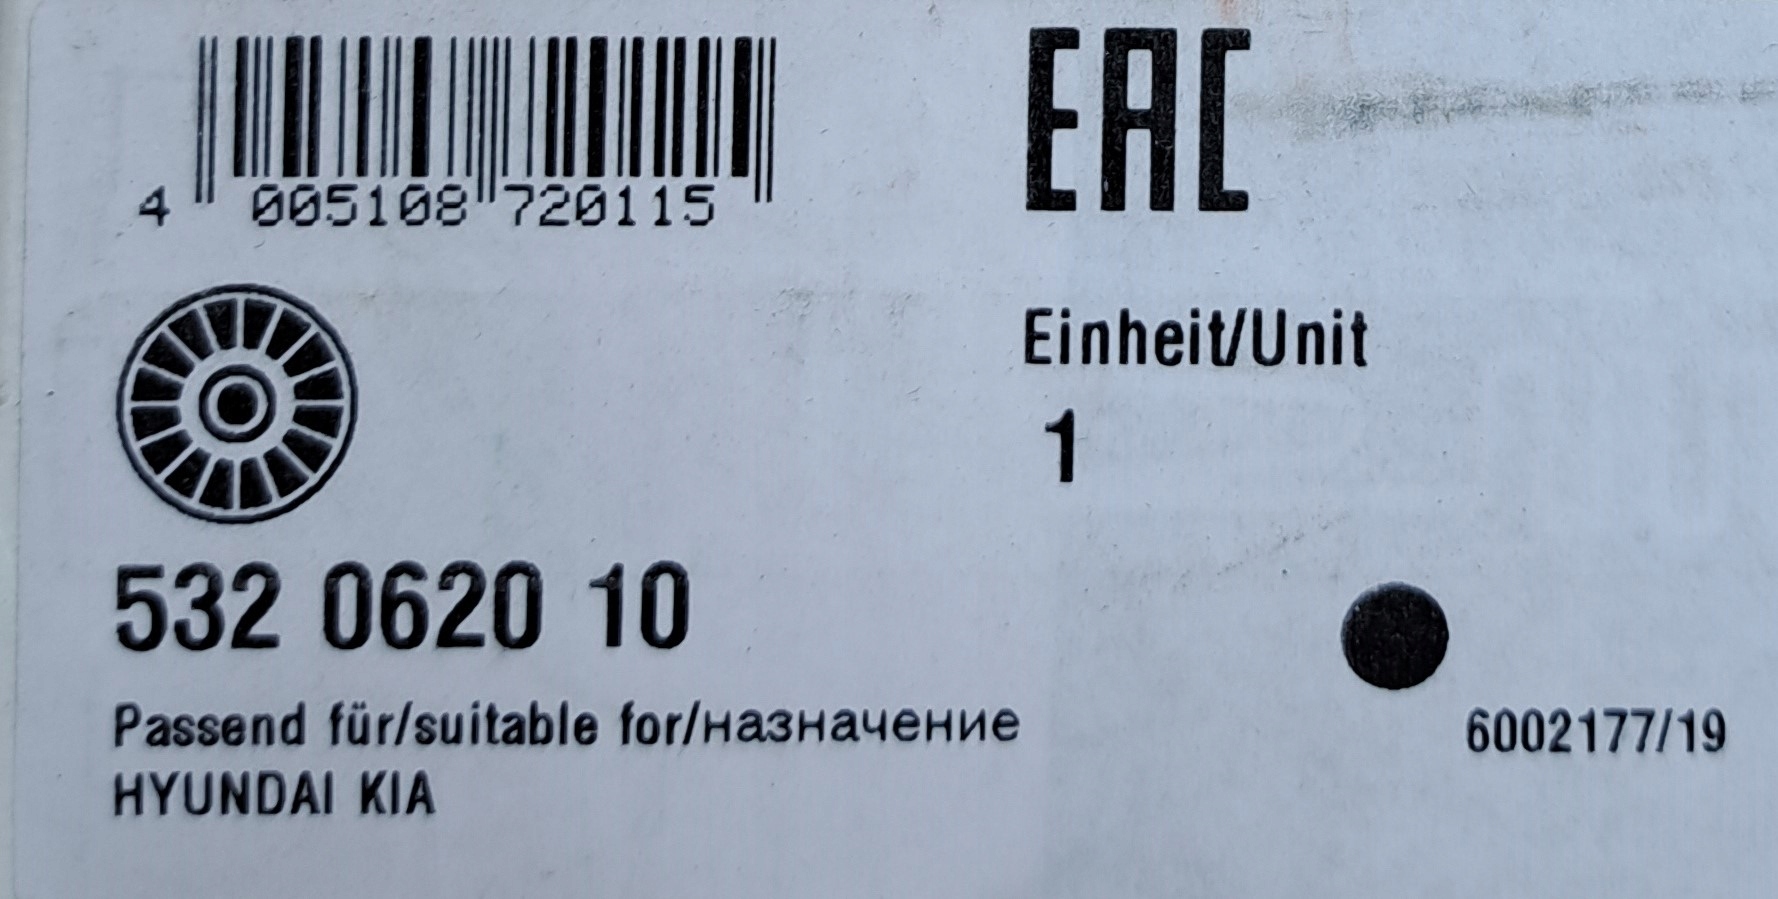 4 005108 720115
EAC
Einheit/Unit
1
532 0620 10
Passend für/suitable for/назначение
HYUNDAI KIA
6002177/19